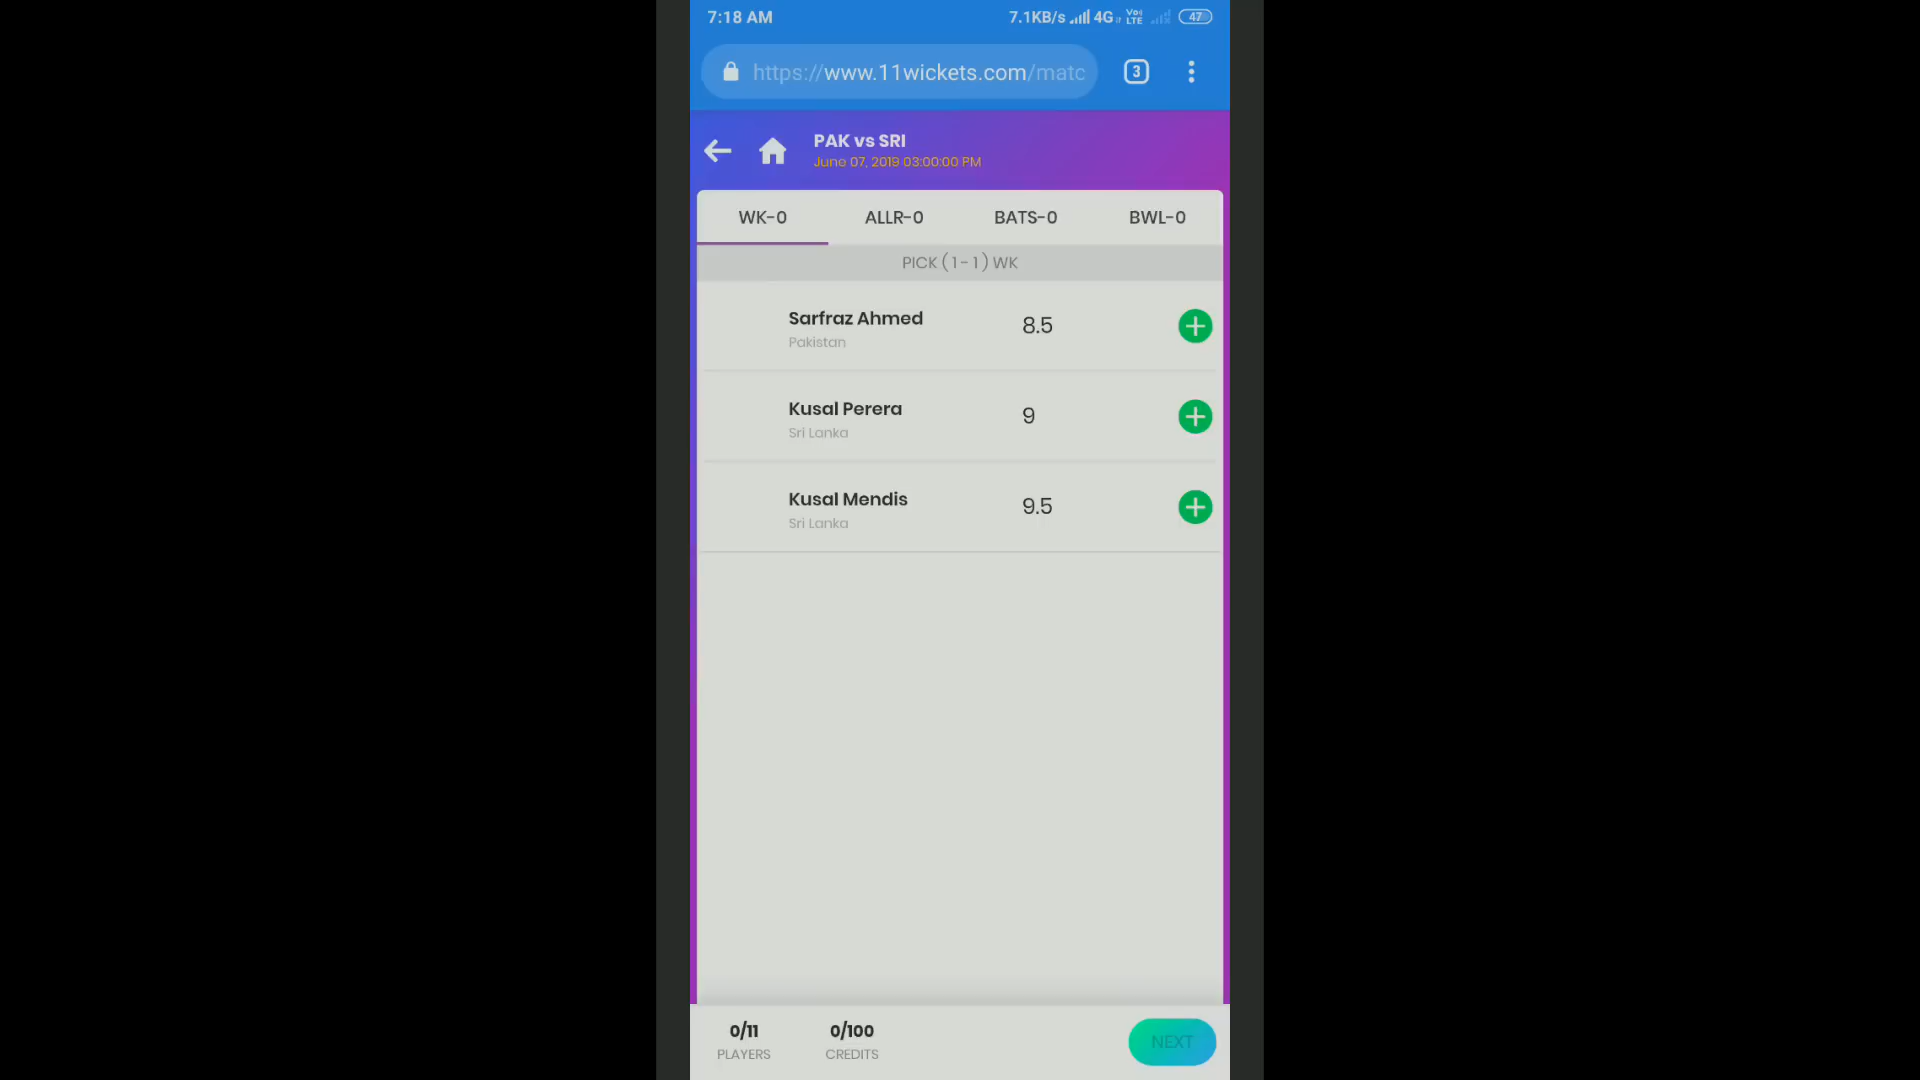 7:18 AM
7.1KB/s 4G Vo) LTE 47
https://www.11wickets.com/matc 3
PAK vs SRI
June 07, 2019 03:00:00 PM
WK-0 ALLR-0 BATS-0 BWL-0
PICK ( 1 - 1 ) WK
Sarfraz Ahmed 8.5
Pakistan
Kusal Perera 9
Sri Lanka
Kusal Mendis 9.5
Sri Lanka
0/11 0/100
PLAYERS CREDITS
NEXT